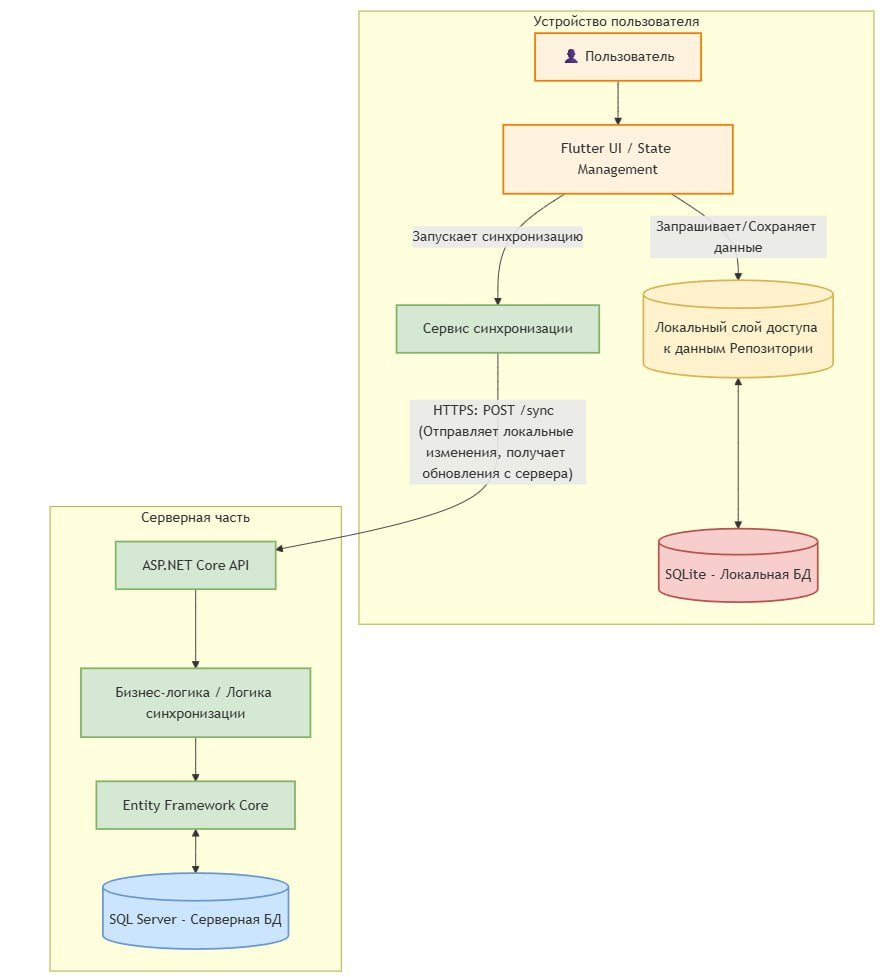 Устройство пользователя
Пользователь
Flutter UI / State
Management
Запускает синхронизацию
Запрашивает/Сохраняет
данные
Сервис синхронизации
Локальный слой доступа
к данным Репозитории
HTTPS: POST /sync
(Отправляет локальные
изменения, получает
обновления с сервера)
SQLite - Локальная БД
Серверная часть
ASP.NET Core API
Бизнес-логика / Логика
синхронизации
Entity Framework Core
SQL Server - Серверная БД